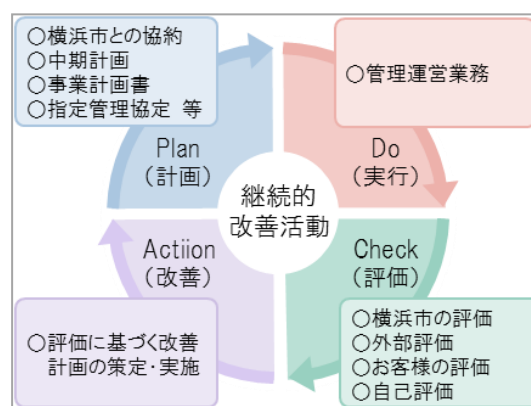 ○横浜市との協約
○中期計画
○事業計画書
○指定管理協定 等
○管理運営業務
Plan
（計画）
Do
（実行）
継続的
改善活動
Actiion
（改善）
Check
（評価）
○評価に基づく改善
計画の策定・実施
○横浜市の評価
○外部評価
○お客様の評価
○自己評価